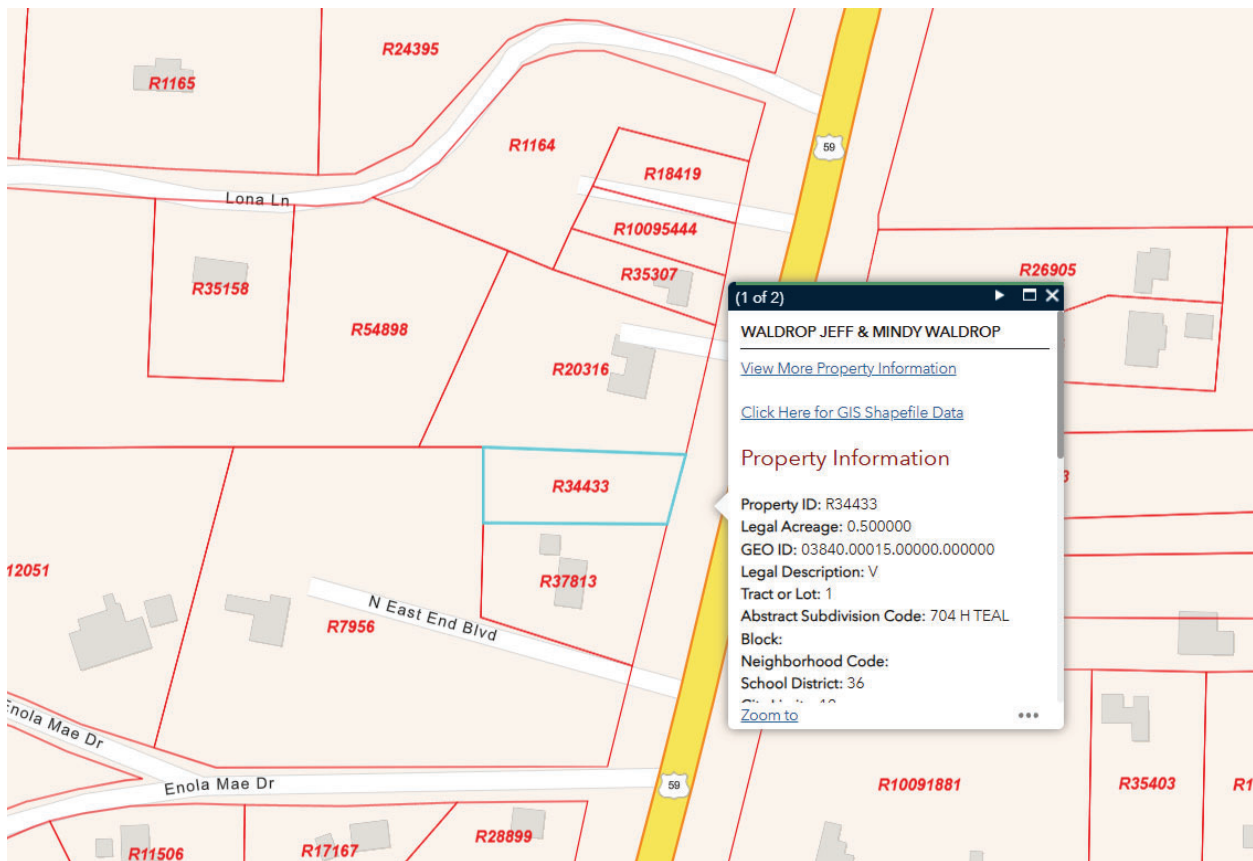 R24395
R1165
R1164
59
R18419
Lona Ln
R10095444
R35307
R26905
R35158
R54898
R20316
(1 of 2)
WALDROP JEFF & MINDY WALDROP
View More Property Information
Click Here for GIS Shapefile Data
Property Information
Property ID: R34433
Legal Acreage: 0.500000
GEO ID: 03840.00015.00000.000000
Legal Description: V
Tract or Lot: 1
Abstract Subdivision Code: 704 H TEAL
Block:
Neighborhood Code:
School District: 36
Zoom to
R34433
12051
R37813
N East End Blvd
R7956
Enola Mae Dr
Enola Mae Dr
59
R10091881
R35403
R1
R28899
R11506
R17167